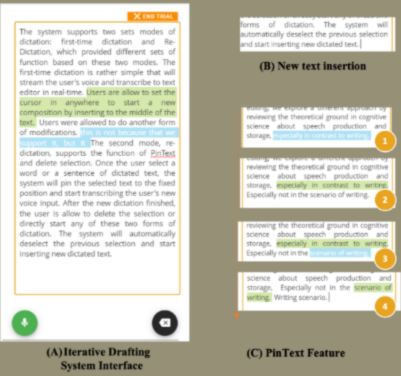 END TRIAL
The system supports two sets modes of
dictation: first-time dictation and Re-
Dictation, which provided different sets of
function based on these two modes. The
first-time dictation is rather simple that will
stream the user's voice and transcribe to text
editor in real-time. Users are allow to set the
cursor in anywhere to start a new
composition by inserting to the middle of the
text. Users were allowed to do another form
of modifications, this is not because that we
support it, but it The second mode, re-
dictation, supports the function of PinText
and delete selection. Once the user select a
word or a sentence of dictated text, the
system will pin the selected text to the fixed
position and start transcribing the user's new
voice input. After the new dictation finished,
the user is allow to delete the selection or
directly start any of these two forms of
dictation. The system will automatically
deselect the previous selection and start
inserting new dictated text.
(A) Iterative Drafting
System Interface
forms of dictation. The system will
automatically deselect the previous selection
and start inserting new dictated text.
(B) New text insertion
reviewing the theoretical ground in cognitive
science about speech production and
storage, especially in contrast to writing.
1
reviewing the theoretical ground in cognitive
science about speech production and
storage, especially in contrast to writing.
Especially not in the scenario of writing.
2
reviewing the theoretical ground in cognitive
science about speech production and
storage, especially in contrast to writing.
Especially not in the scenario of writing.
3
science about speech production and
storage, Especially not in the scenario of
writing. Writing scenario.
4
(C) PinText Feature